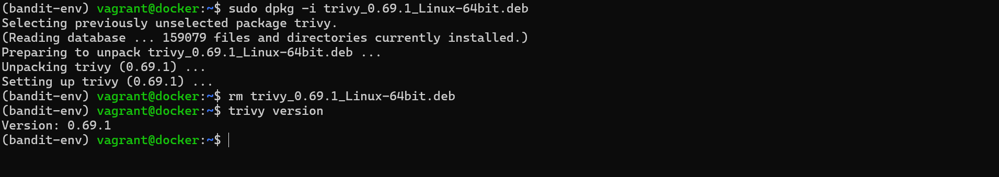 (bandit-env) vagrant@docker:~$ sudo dpkg -i trivy_0.69.1_Linux-64bit.deb
Selecting previously unselected package trivy.
(Reading database ... 159079 files and directories currently installed.)
Preparing to unpack trivy_0.69.1_Linux-64bit.deb ...
Unpacking trivy (0.69.1) ...
Setting up trivy (0.69.1) ...
(bandit-env) vagrant@docker:~$ rm trivy_0.69.1_Linux-64bit.deb
(bandit-env) vagrant@docker:~$ trivy version
Version: 0.69.1
(bandit-env) vagrant@docker:~$